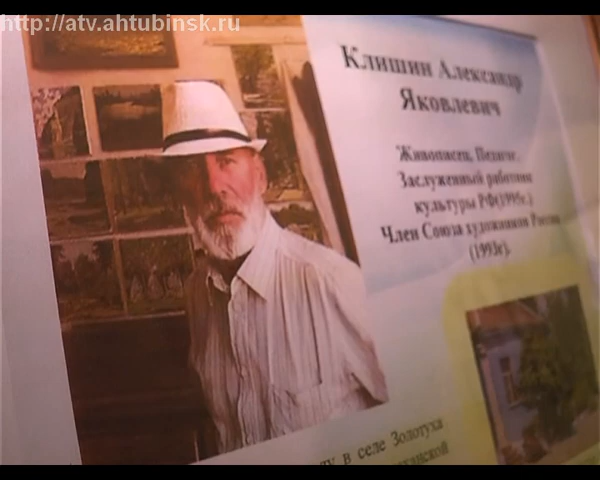 http://atv.ahtubinsk.ru
Клишин Александр
Яковлевич
Живописец, Педагог.
Заслуженный работник
культуры РФ(1995г.)
Член Союза художников России
(1993г).
в селе Золотуха